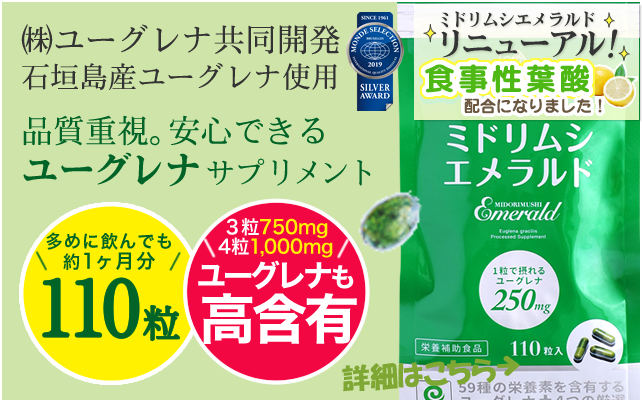 ㈱ユーグレナ共同開発
石垣島産ユーグレナ使用
SINCE 1961
MONDE SELECTION
2019
SILVER
AWARD
品質重視。安心できる
ユーグレナ サプリメント
多めに飲んでも
約1ヶ月分
110粒
3粒750mg
4粒1,000mg
ユーグレナも
高含有
ミドリムシエメラルド
リニューアル!
食事性葉酸
配合になりました!
ミドリムシ
エメラルド
MIDORIMUSHI
Emerald
Euglena gracilis
Processed Supplement
1粒で摂れる
ユーグレナ
250mg
栄養補助食品
110粒入
詳細はこちら→
59種の栄養素を含有する